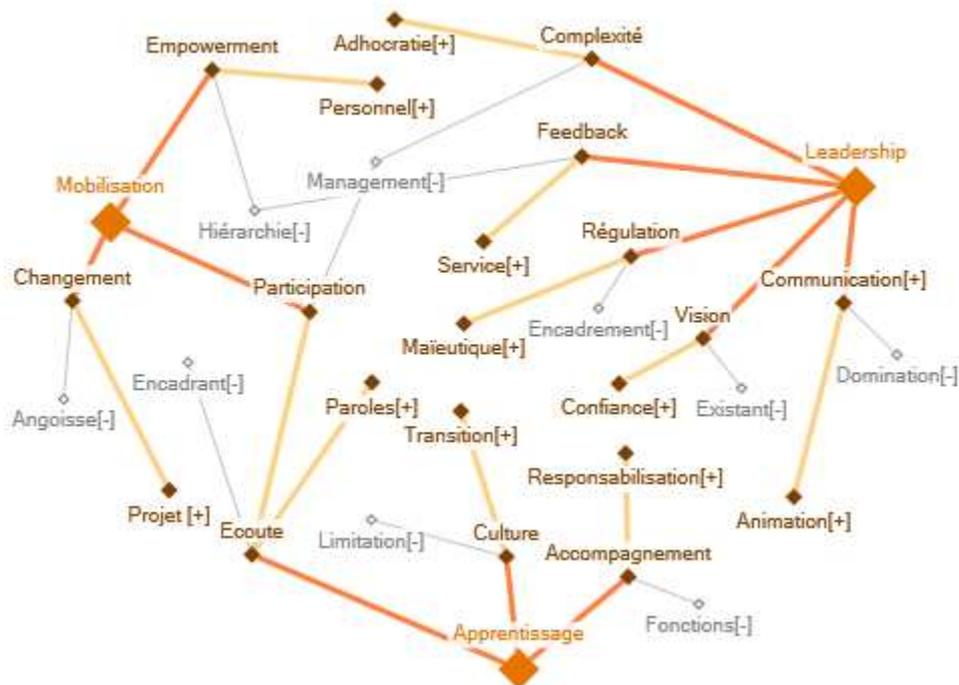 Adhocratie[+]
Complexité
Empowerment
Personnel[+]
Feedback
Leadership
Management[-]
Mobilisation
Hiérarchie[-]
Régulation
Service[+]
Changement
Participation
Communication[+]
Encadrement[-]
Vision
Maïeutique[+]
Domination[-]
Encadrant[-]
Paroles[+]
Confiance[+]
Existant[-]
Angoisse[-]
Transition[+]
Responsabilisation[+]
Projet [+]
Animation[+]
Ecoute
Limitation[-]
Culture
Accompagnement
Fonctions[-]
Apprentissage